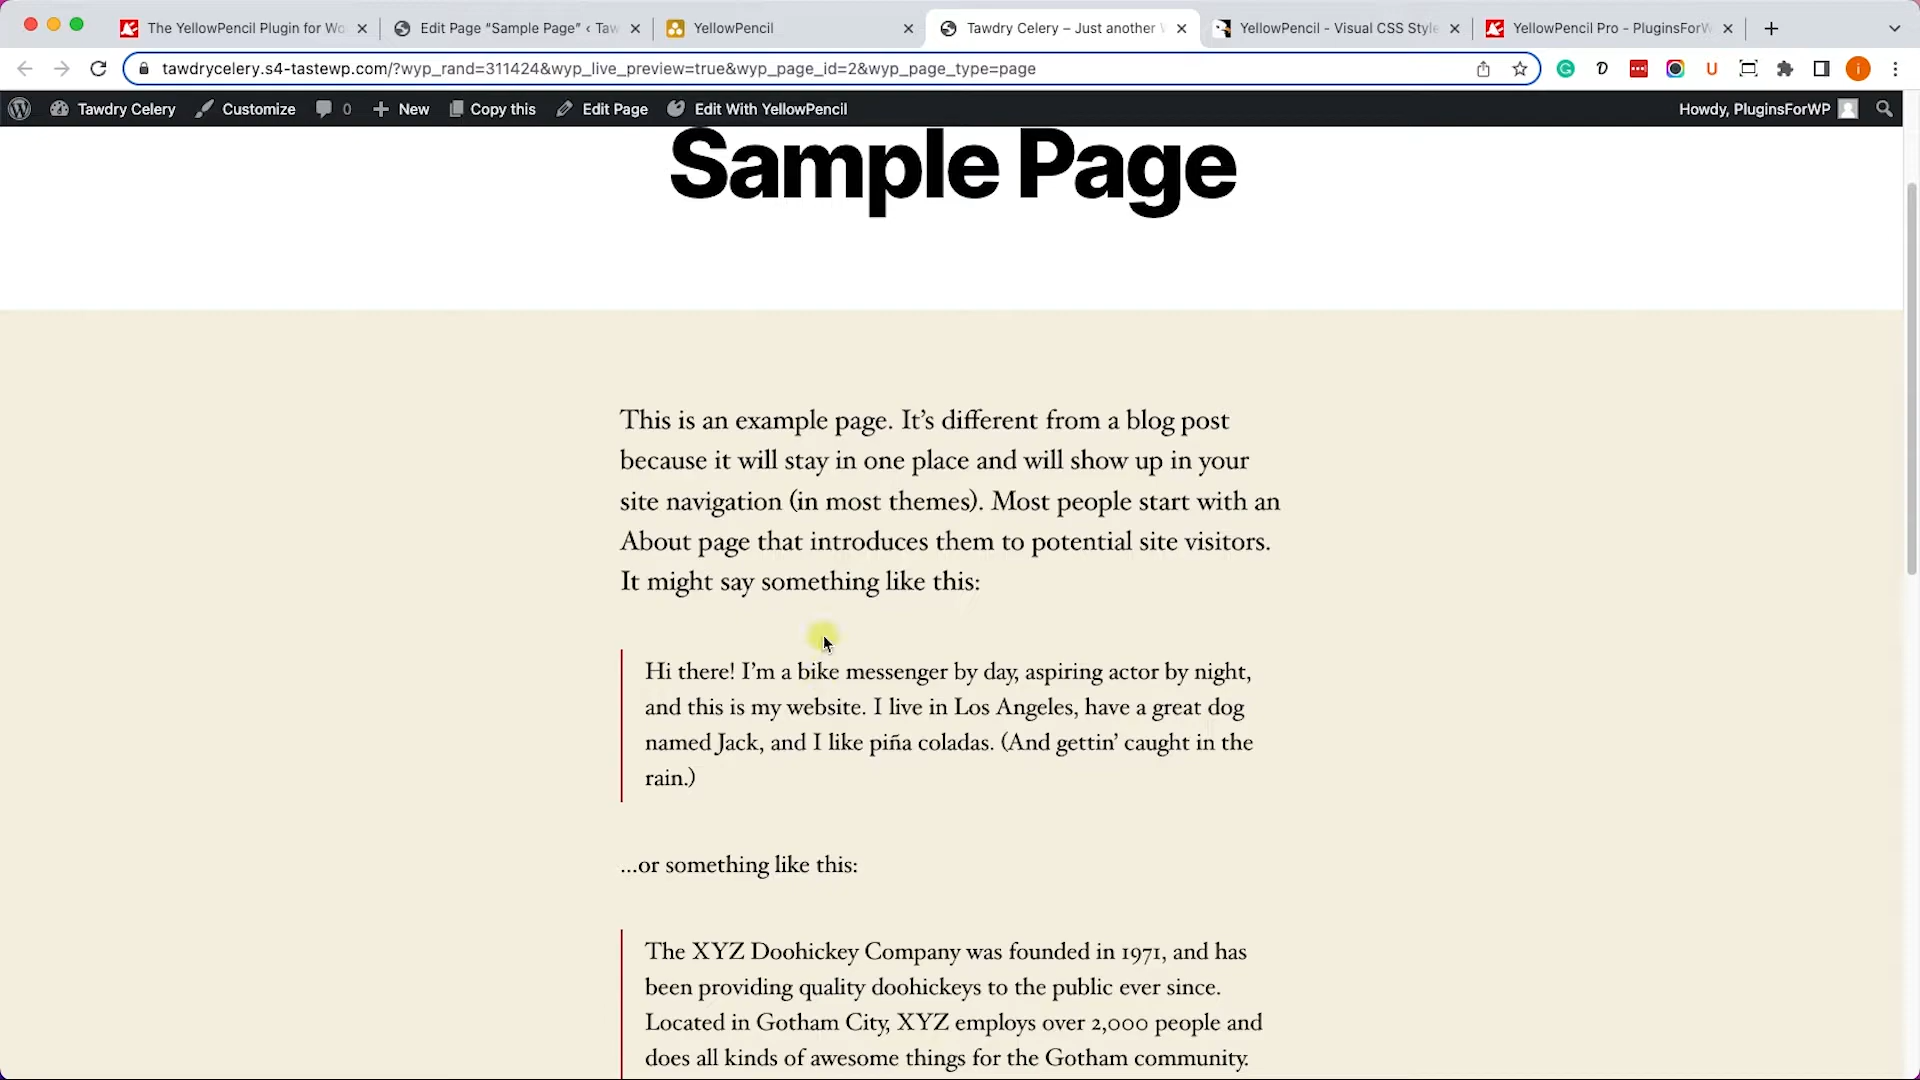 The YellowPencil Plugin for Wo
Edit Page “Sample Page” ‹ Taw
YellowPencil
Tawdry Celery – Just another
YellowPencil - Visual CSS Style
YellowPencil Pro - PluginsForW
tawdrycelery.s4-tastewp.com/?wyp_rand=311424&wyp_live_preview=true&wyp_page_id=2&wyp_page_type=page
Tawdry Celery
Customize
0
New
Copy this
Edit Page
Edit With YellowPencil
Howdy, PluginsForWP
Sample Page
This is an example page. It’s different from a blog post
because it will stay in one place and will show up in your
site navigation (in most themes). Most people start with an
About page that introduces them to potential site visitors.
It might say something like this:
Hi there! I’m a bike messenger by day, aspiring actor by night,
and this is my website. I live in Los Angeles, have a great dog
named Jack, and I like piña coladas. (And gettin’ caught in the
rain.)
…or something like this:
The XYZ Doohickey Company was founded in 1971, and has
been providing quality doohickeys to the public ever since.
Located in Gotham City, XYZ employs over 2,000 people and
does all kinds of awesome things for the Gotham community.